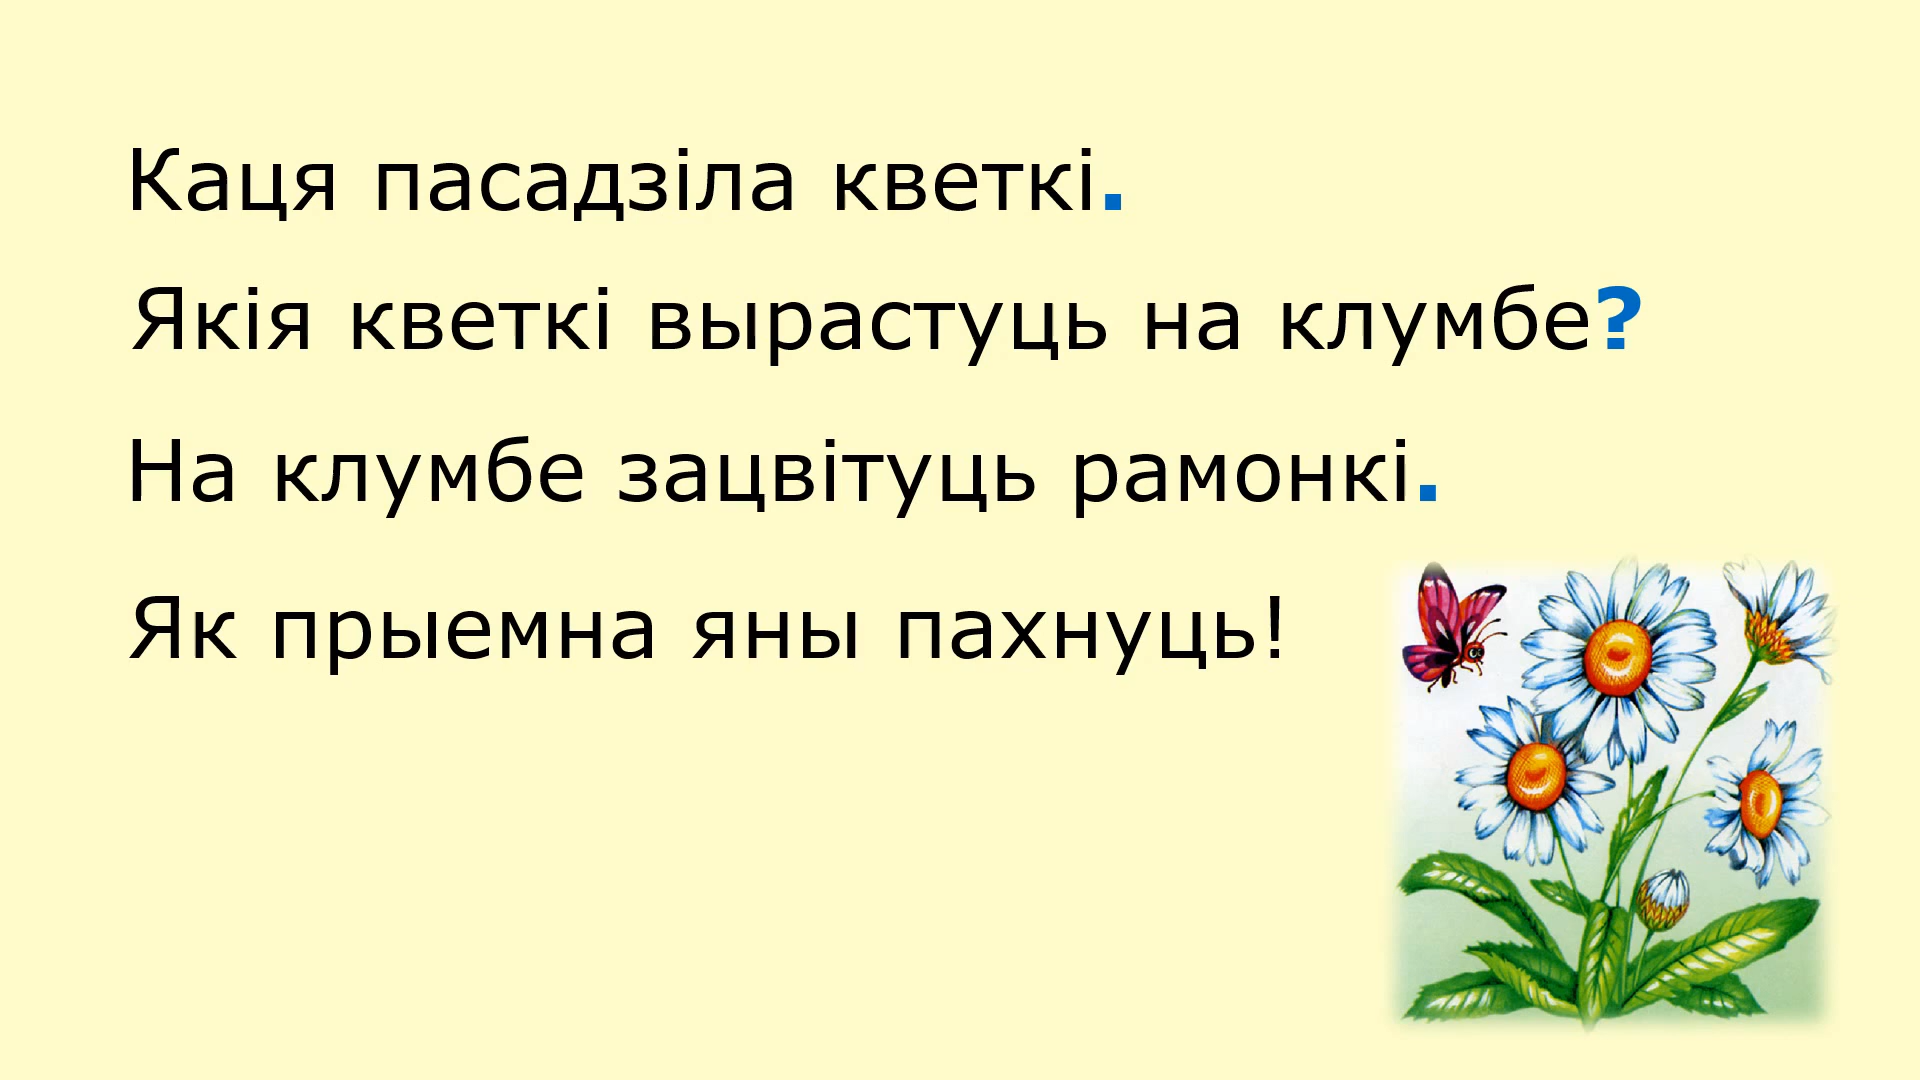 Каця пасадзіла кветкі.
Якія кветкі вырастуць на клумбе?
На клумбе зацвітуць рамонкі.
Як прыемна яны пахнуць!